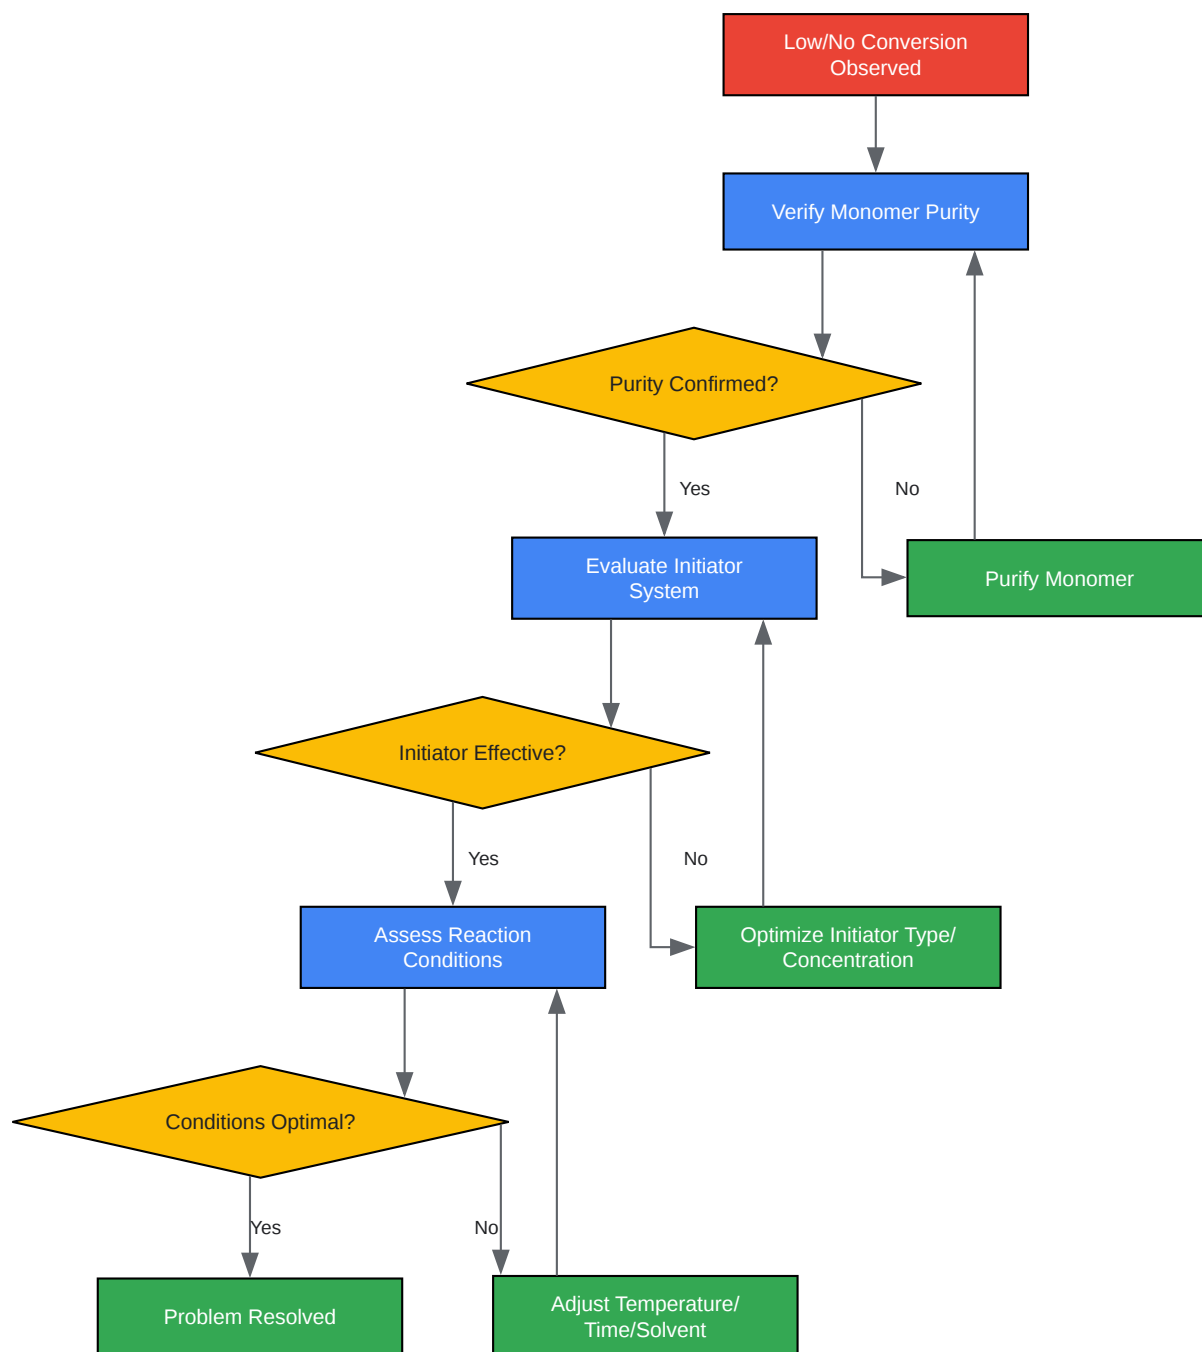 Low/No Conversion
Observed
Verify Monomer Purity
Purity Confirmed?
Yes
No
Evaluate Initiator
System
Purify Monomer
Initiator Effective?
Yes
No
Assess Reaction
Conditions
Optimize Initiator Type/
Concentration
Conditions Optimal?
Yes
No
Problem Resolved
Adjust Temperature/
Time/Solvent